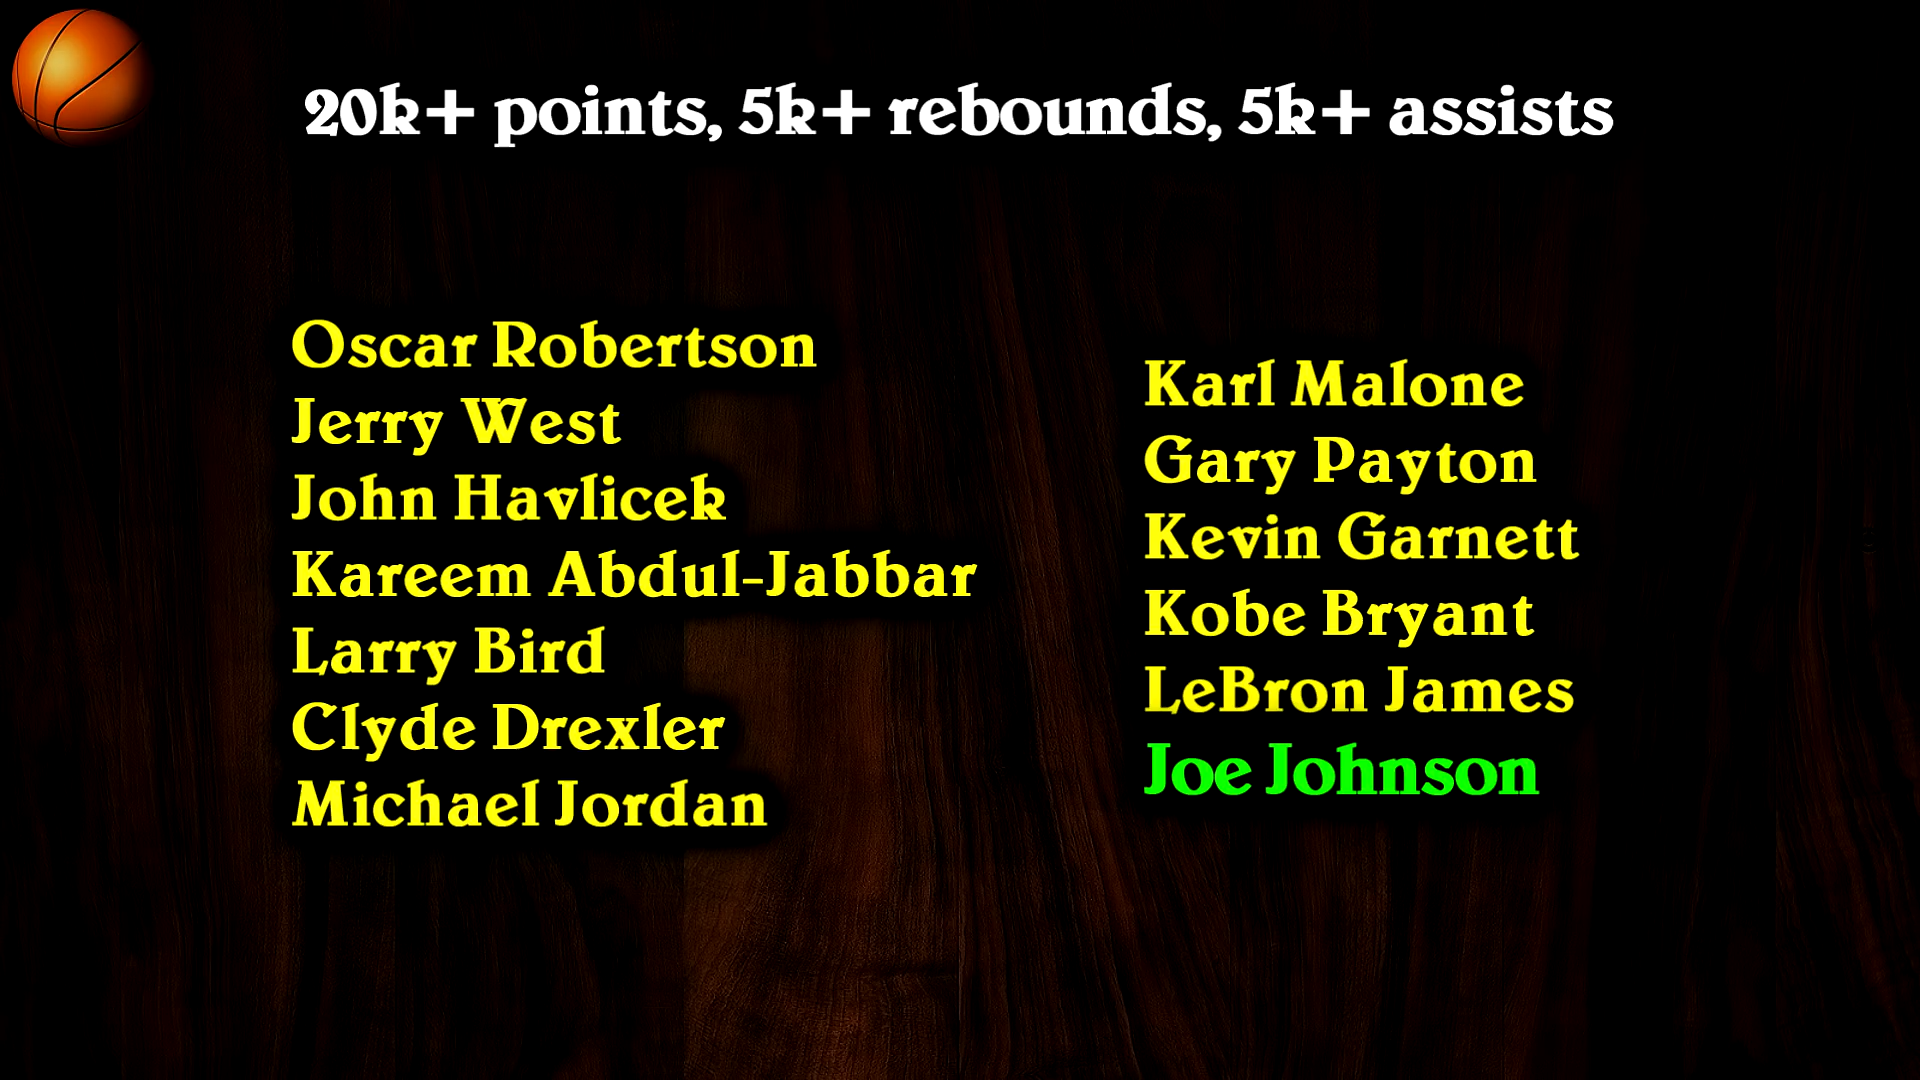 20k+ points, 5k+ rebounds, 5k+ assists
Oscar Robertson
Jerry West
John Havlicek
Kareem Abdul-Jabbar
Larry Bird
Clyde Drexler
Michael Jordan
Karl Malone
Gary Payton
Kevin Garnett
Kobe Bryant
LeBron James
Joe Johnson